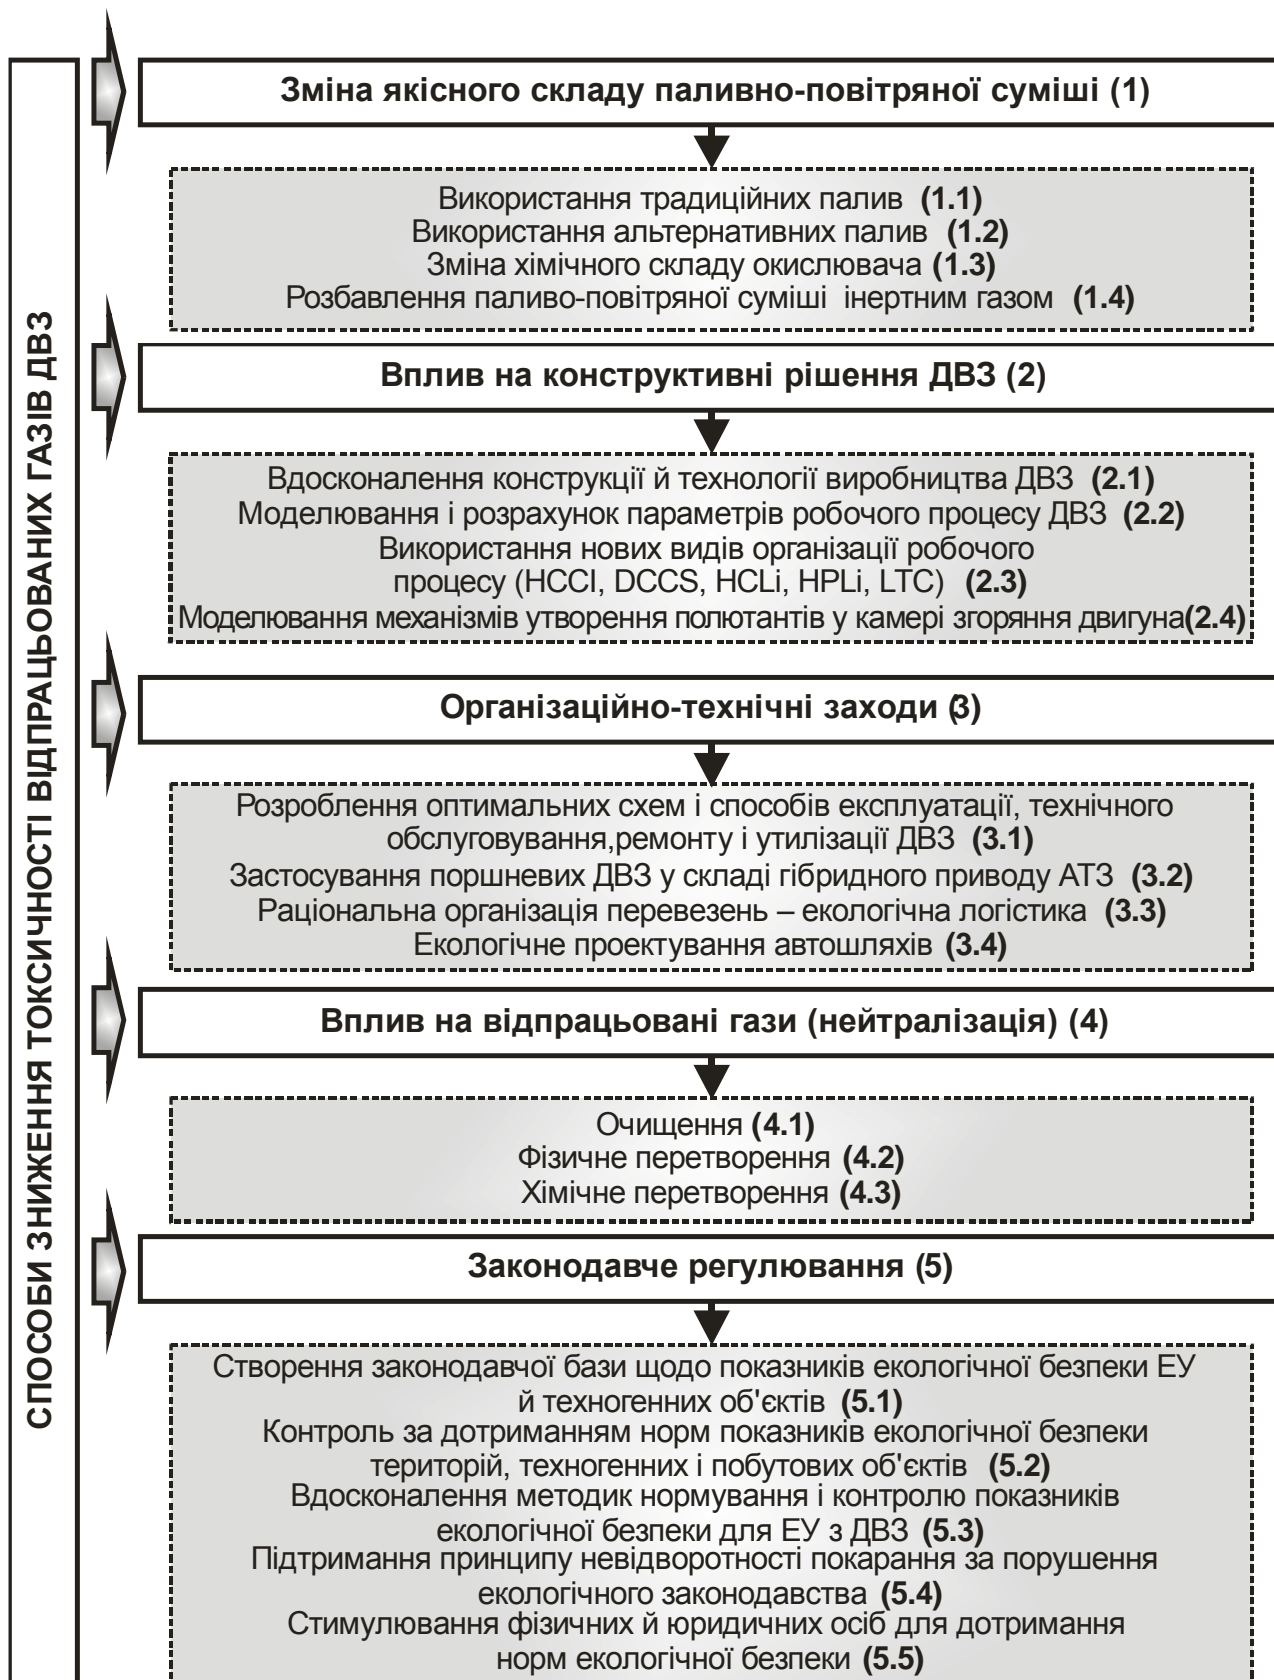 СПОСОБИ ЗНИЖЕННЯ ТОКСИЧНОСТІ ВІДПРАЦЬОВАНИХ ГАЗІВ ДВЗ
Зміна якісного складу паливно-повітряної суміші (1)
Використання традиційних палив (1.1)
Використання альтернативних палив (1.2)
Зміна хімічного складу окислювача (1.3)
Розбавлення паливо-повітряної суміші інертним газом (1.4)
Вплив на конструктивні рішення ДВЗ (2)
Вдосконалення конструкції й технології виробництва ДВЗ (2.1)
Моделювання і розрахунок параметрів робочого процесу ДВЗ (2.2)
Використання нових видів організації робочого
процесу (HCCI, DCCS, HCLi, HPLi, LTC) (2.3)
Моделювання механізмів утворення полютантів у камері згоряння двигуна(2.4)
Організаційно-технічні заходи (3)
Розроблення оптимальних схем і способів експлуатації, технічного
обслуговування,ремонту і утилізації ДВЗ (3.1)
Застосування поршневих ДВЗ у складі гібридного приводу АТЗ (3.2)
Раціональна організація перевезень – екологічна логістика (3.3)
Екологічне проектування автошляхів (3.4)
Вплив на відпрацьовані гази (нейтралізація) (4)
Очищення (4.1)
Фізичне перетворення (4.2)
Хімічне перетворення (4.3)
Законодавче регулювання (5)
Створення законодавчої бази щодо показників екологічної безпеки ЕУ
й техногенних об'єктів (5.1)
Контроль за дотриманням норм показників екологічної безпеки
територій, техногенних і побутових об'єктів (5.2)
Вдосконалення методик нормування і контролю показників
екологічної безпеки для ЕУ з ДВЗ (5.3)
Підтримання принципу невідворотності покарання за порушення
екологічного законодавства (5.4)
Стимулювання фізичних й юридичних осіб для дотримання
норм екологічної безпеки (5.5)